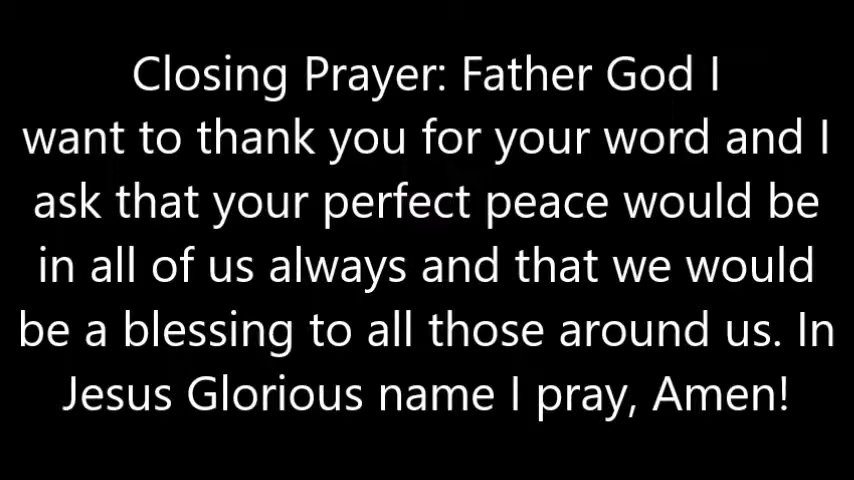 Closing Prayer: Father God I
want to thank you for your word and I
ask that your perfect peace would be
in all of us always and that we would
be a blessing to all those around us. In
Jesus Glorious name I pray, Amen!